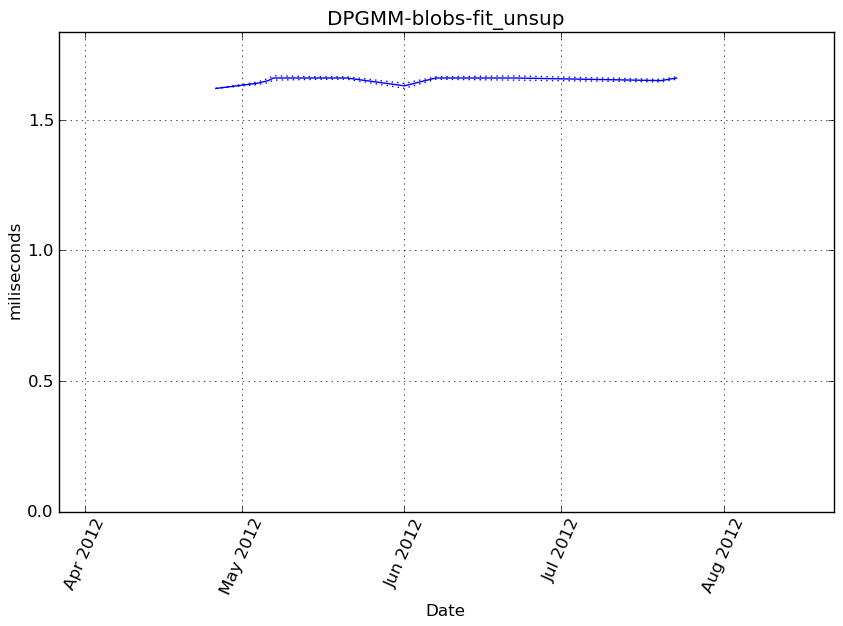 DPGMM-blobs-fit_unsup
miliseconds
1.5
1.0
0.5
0.0
Apr 2012
May 2012
Jun 2012
Jul 2012
Aug 2012
Date